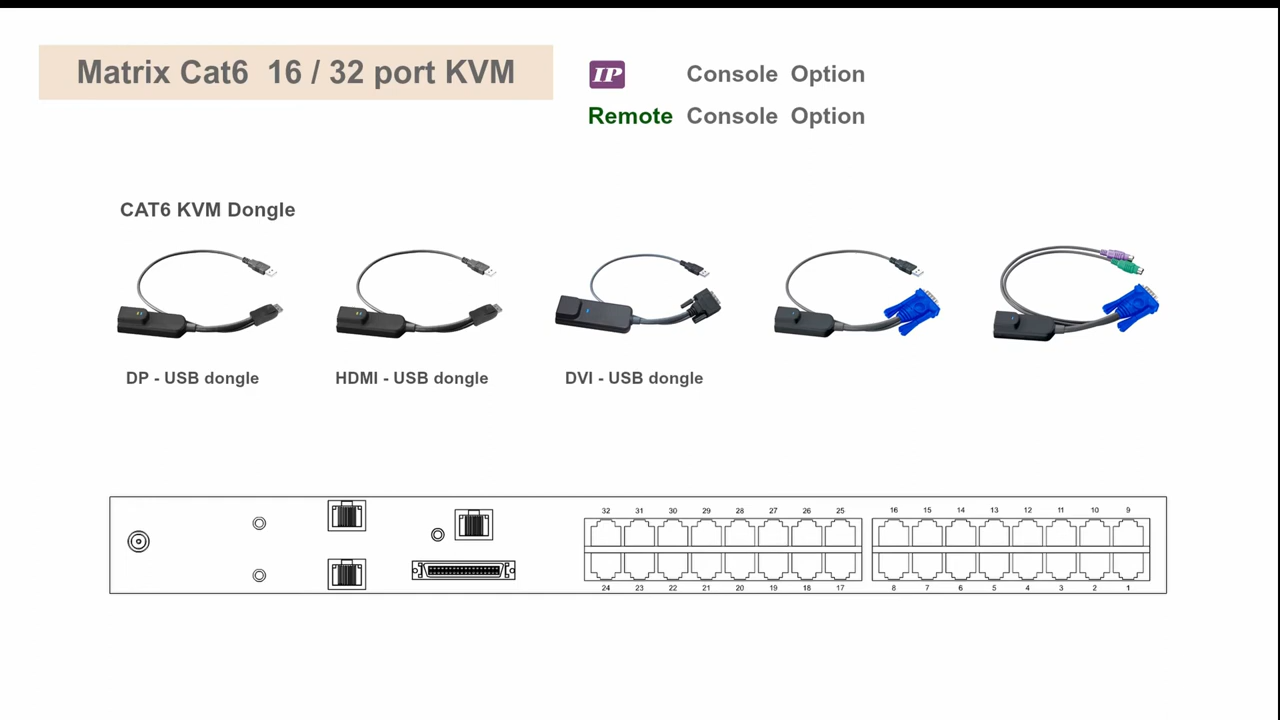 Matrix Cat6 16 / 32 port KVM
IP Console Option
Remote Console Option
CAT6 KVM Dongle
DP - USB dongle
HDMI - USB dongle
DVI - USB dongle
32 31 30 29 28 27 26 25 16 15 14 13 12 11 10 9
24 23 22 21 20 19 18 17 8 7 6 5 4 3 2 1